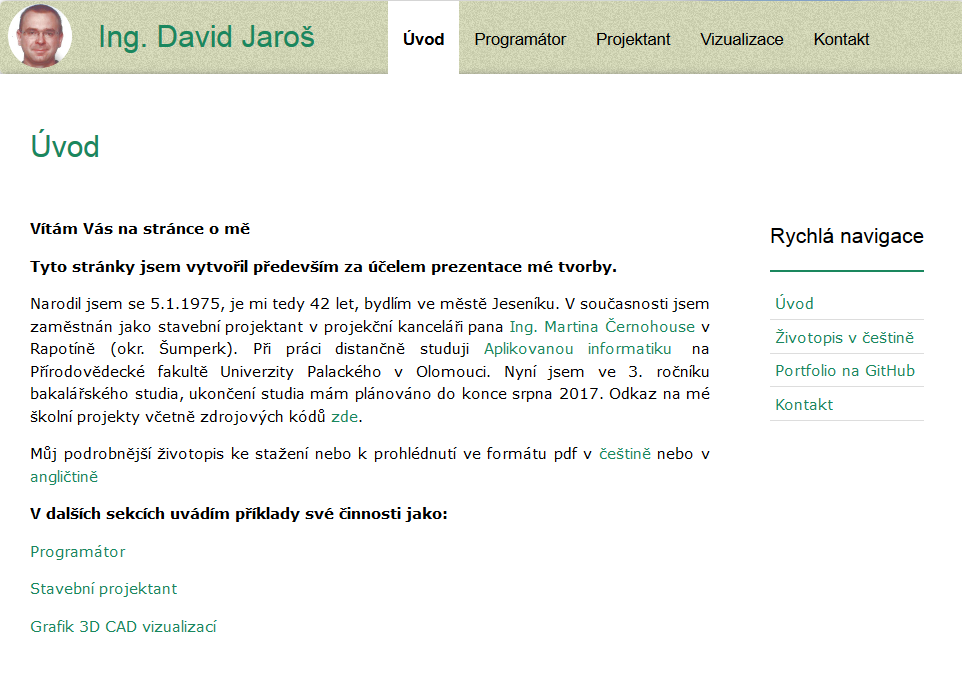 Ing. David Jaroš
Úvod
Programátor
Projektant
Vizualizace
Kontakt
Úvod
Vítám Vás na stránce o mě
Tyto stránky jsem vytvořil především za účelem prezentace mé tvorby.
Narodil jsem se 5.1.1975, je mi tedy 42 let, bydlím ve městě Jeseníku. V současnosti jsem
zaměstnán jako stavební projektant v projekční kanceláři pana Ing. Martina Černohouse v
Rapotíně (okr. Šumperk). Při práci distančně studuji Aplikovanou informatiku na
Přírodovědecké fakultě Univerzity Palackého v Olomouci. Nyní jsem ve 3. ročníku
bakalářského studia, ukončení studia mám plánováno do konce srpna 2017. Odkaz na mé
školní projekty včetně zdrojových kódů zde.
Můj podrobnější životopis ke stažení nebo k prohlédnutí ve formátu pdf v češtině nebo v
angličtině
V dalších sekcích uvádím příklady své činnosti jako:
Programátor
Stavební projektant
Grafik 3D CAD vizualizací
Rychlá navigace
Úvod
Životopis v češtině
Portfolio na GitHub
Kontakt